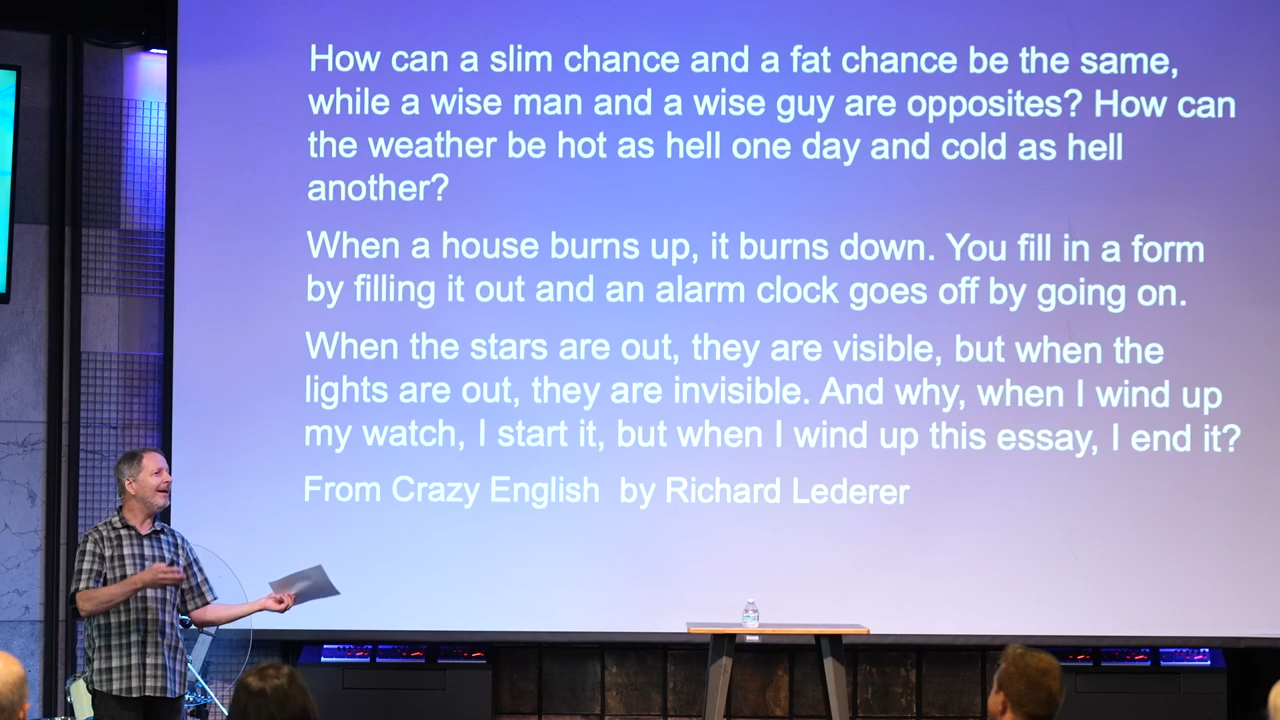 How can a slim chance and a fat chance be the same,
while a wise man and a wise guy are opposites? How can
the weather be hot as hell one day and cold as hell
another?
When a house burns up, it burns down. You fill in a form
by filling it out and an alarm clock goes off by going on.
When the stars are out, they are visible, but when the
lights are out, they are invisible. And why, when I wind up
my watch, I start it, but when I wind up this essay, I end it?
From Crazy English  by Richard Lederer